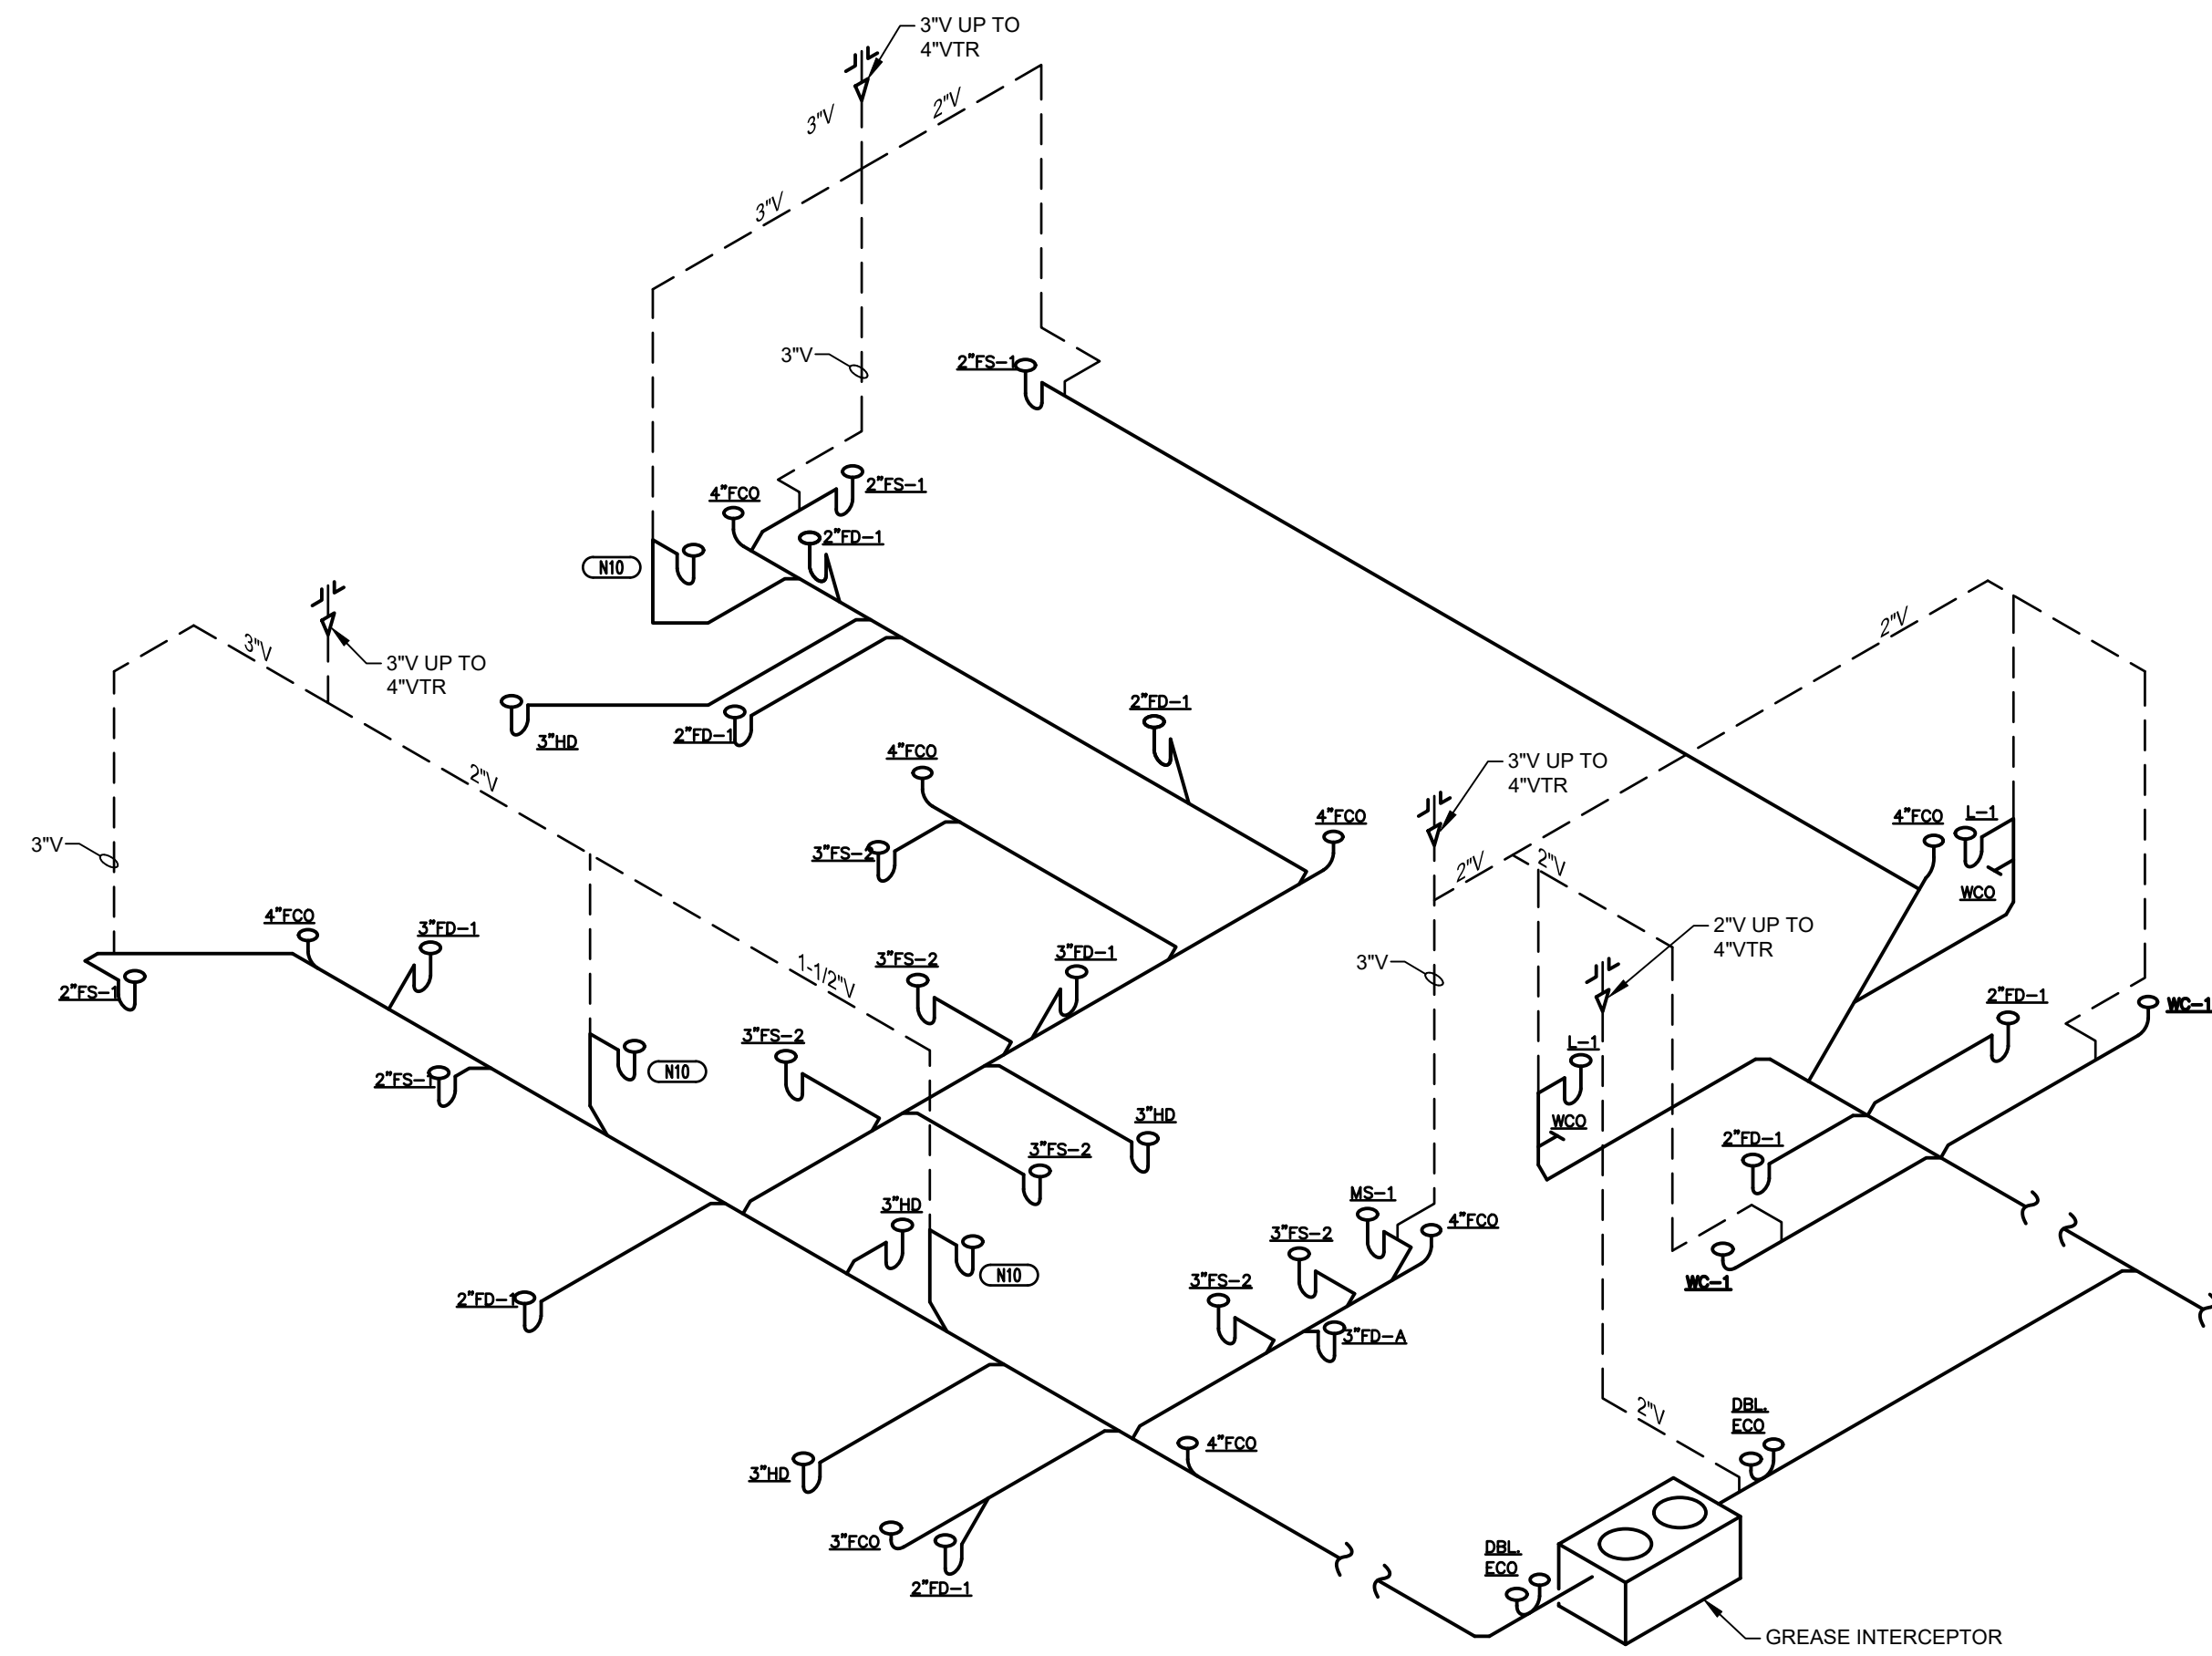 3"V UP TO
4"VTR
3"V
2"V
3"V
3"V
2"FS-1
4"FCO
2"FS-1
2"FD-1
N10
3"V UP TO
4"VTR
3"V
2"V
3"HD
2"FD-1
2"FD-1
4"FCO
3"V UP TO
4"VTR
2"V
3"V
3"FS-2
4"FCO
4"FCO
L-1
WCO
2"V
2"V
2"V UP TO
4"VTR
4"FCO
3"FD-1
2"FS-1
1-1/2"V
3"FS-2
3"FD-1
3"V
2"FD-1
WC-1
2"FS-1
N10
3"FS-2
L-1
WCO
3"HD
3"FS-2
2"FD-1
3"HD
MS-1
4"FCO
3"FS-2
3"FS-2
N10
WC-1
2"FD-1
3"FD-A
2"V
DBL.
ECO
3"HD
4"FCO
3"FCO
2"FD-1
DBL.
ECO
GREASE INTERCEPTOR